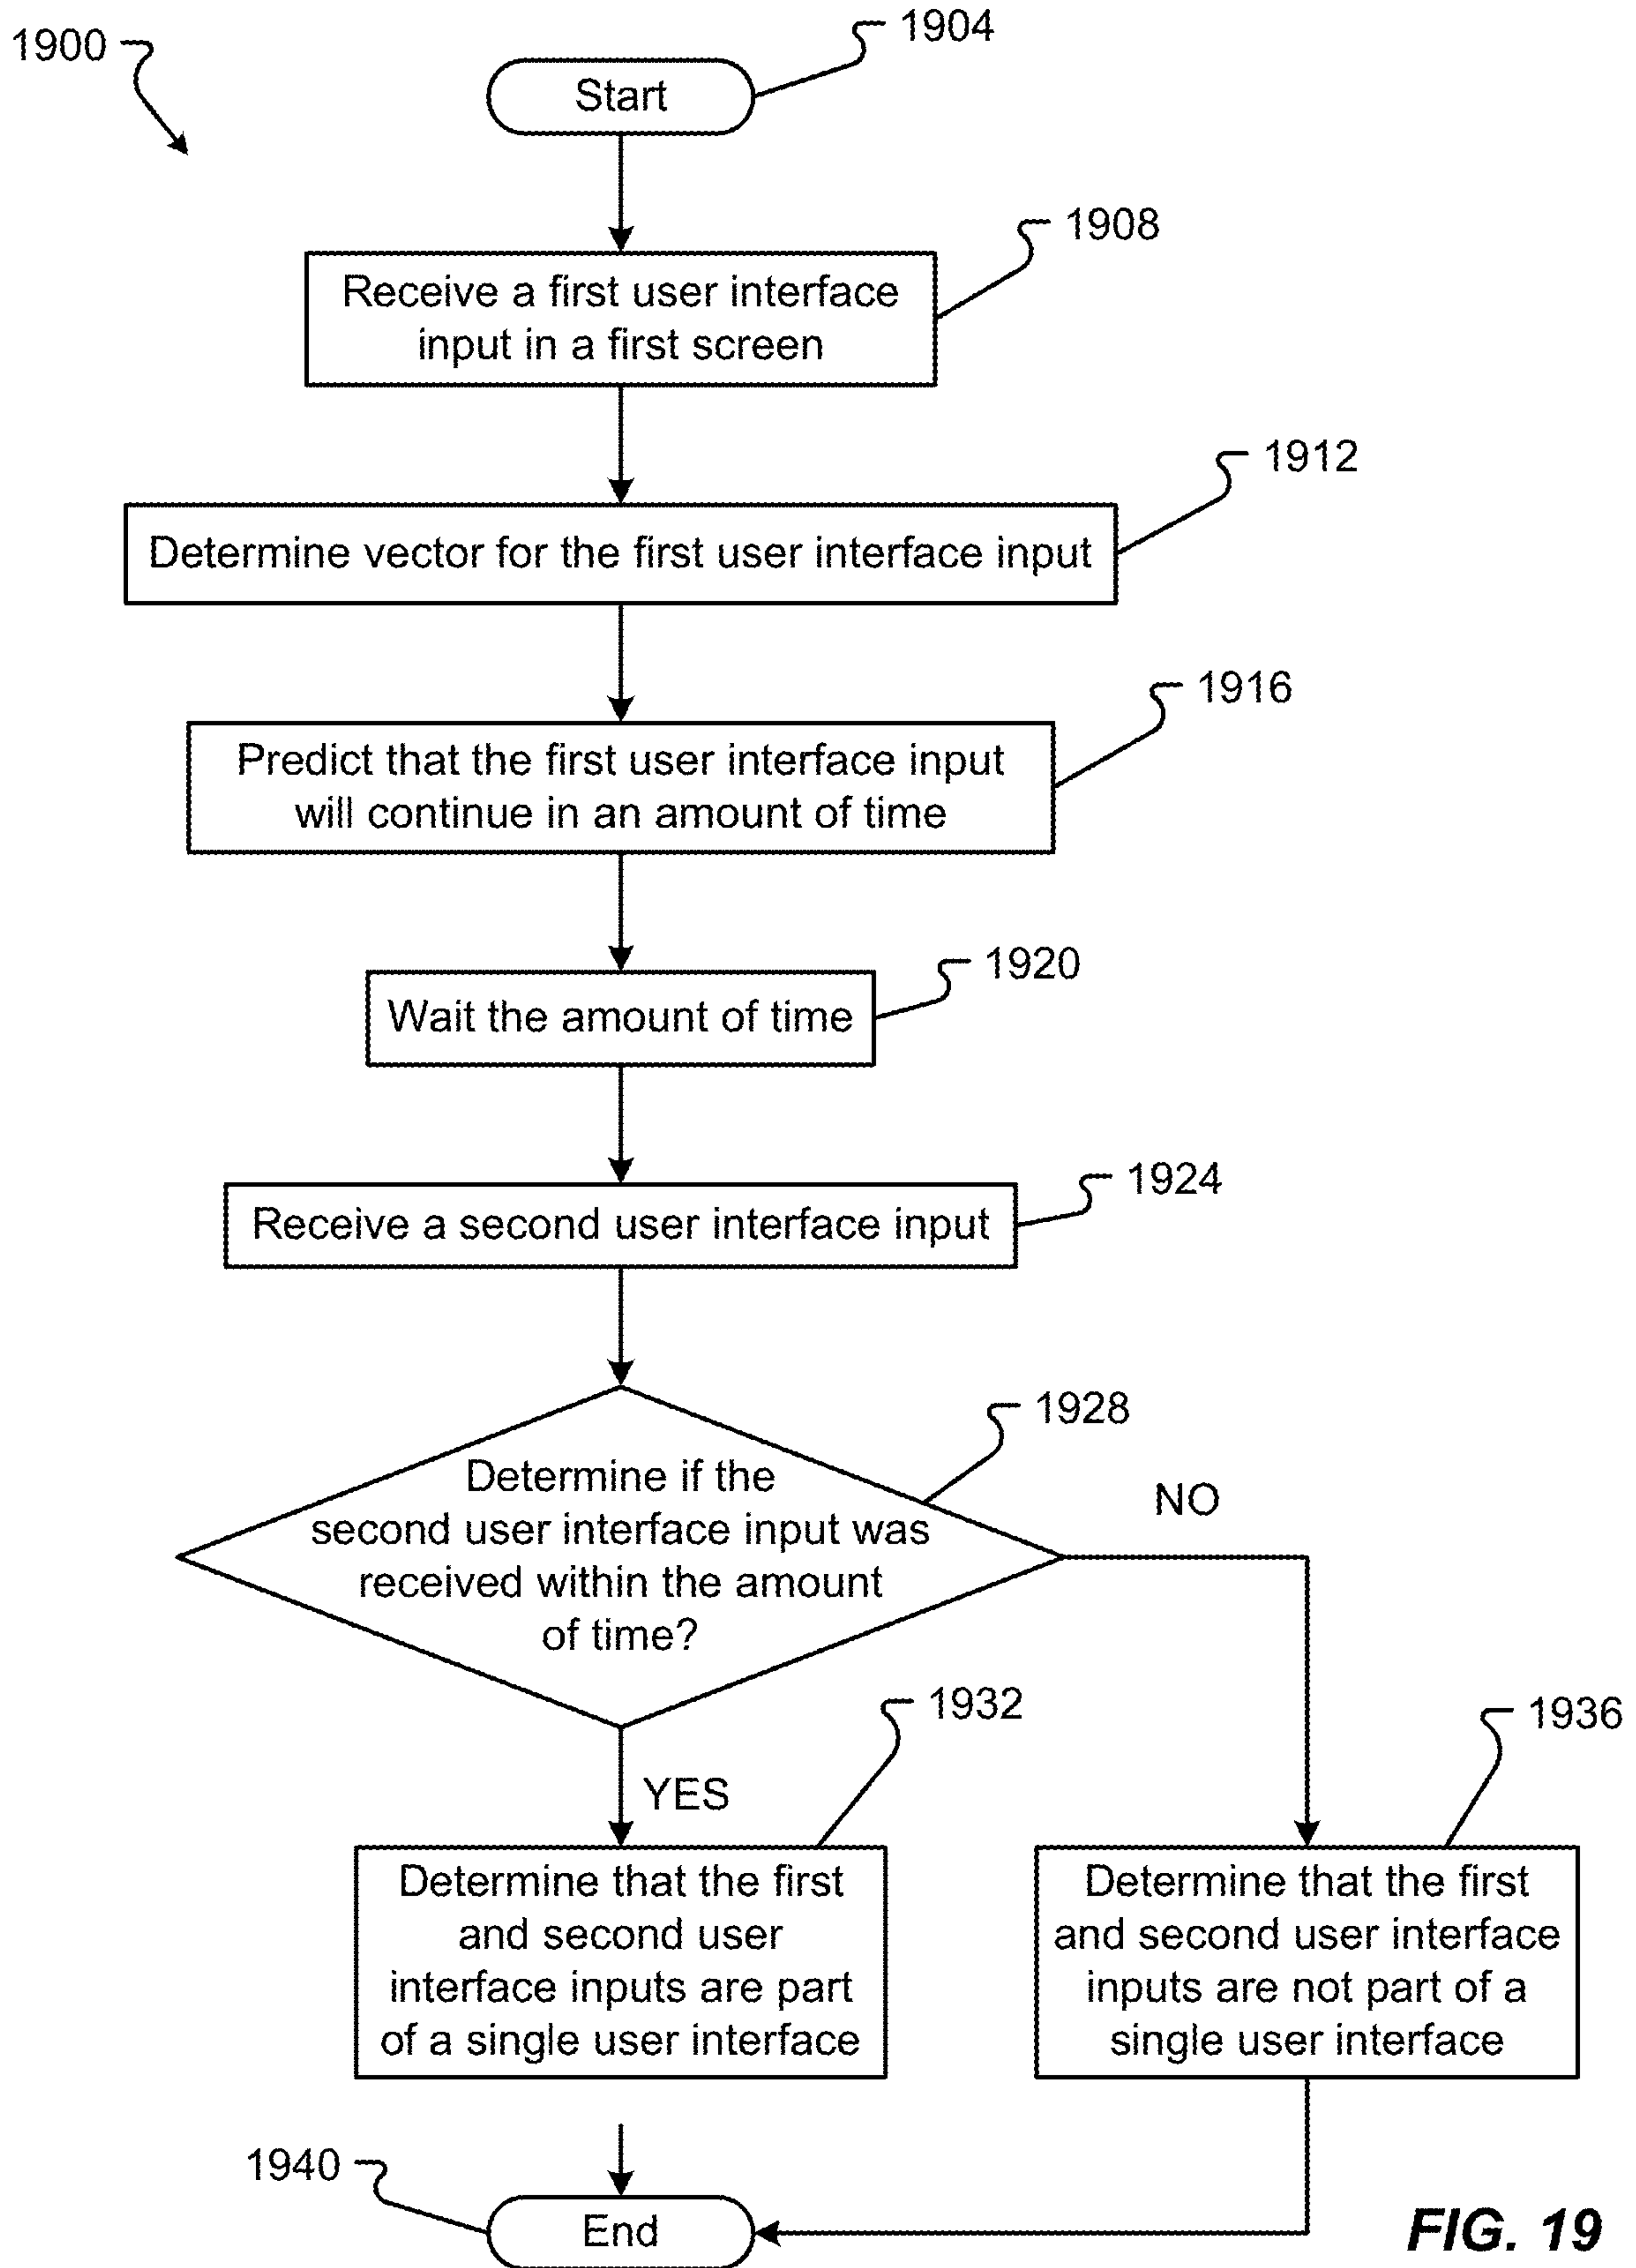 1900
1904
Start
1908
Receive a first user interface
input in a first screen
1912
Determine vector for the first user interface input
1916
Predict that the first user interface input
will continue in an amount of time
1920
Wait the amount of time
1924
Receive a second user interface input
1928
Determine if the
second user interface input was
received within the amount
of time?
NO
YES
1932
Determine that the first
and second user
interface inputs are part
of a single user interface
1936
Determine that the first
and second user interface
inputs are not part of a
single user interface
1940
End
FIG. 19